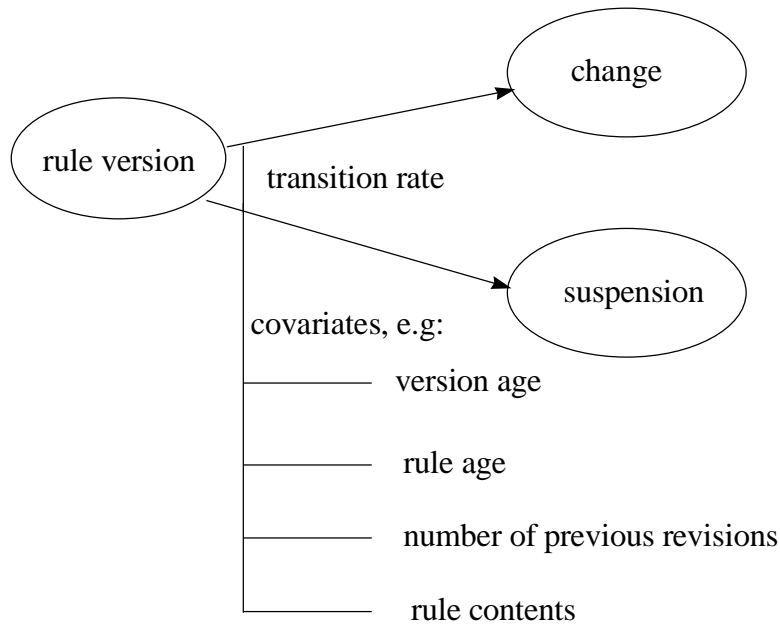 change
rule version
transition rate
suspension
covariates, e.g:
version age
rule age
number of previous revisions
rule contents